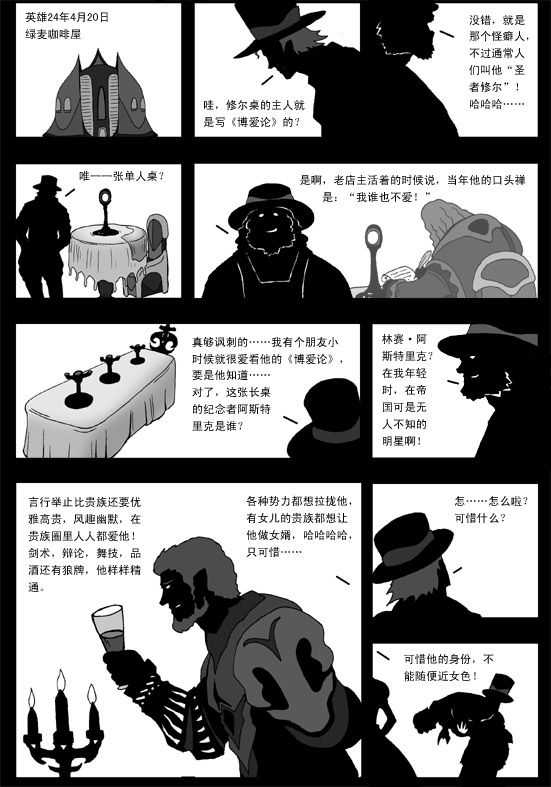 英雄24年4月20日
绿麦咖啡屋
哇，修尔桌的主人就
是写《博爱论》的？
没错，就是
那个怪癖人，
不过通常人
们叫他“圣
者修尔”！
哈哈哈……
唯一一张单人桌？
是啊，老店主活着的时候说，当年他的口头禅
是：“我谁也不爱！”
真够讽刺的……我有个朋友小
时候就很爱看他的《博爱论》，
要是他知道……
对了，这张长桌
的纪念者阿斯特
里克是谁？
林赛·阿
斯特里克？
在我年轻
时，在帝
国可是无
人不知的
明星啊！
言行举止比贵族还要优
雅高贵，风趣幽默，在
贵族圈里人人都爱他！
剑术，辩论，舞技，品
酒还有狼牌，他样样精
通。
各种势力都想拉拢他，
有女儿的贵族都想让
他做女婿，哈哈哈哈，
只可惜……
怎……怎么啦？
可惜什么？
可惜他的身份，不
能随便近女色！